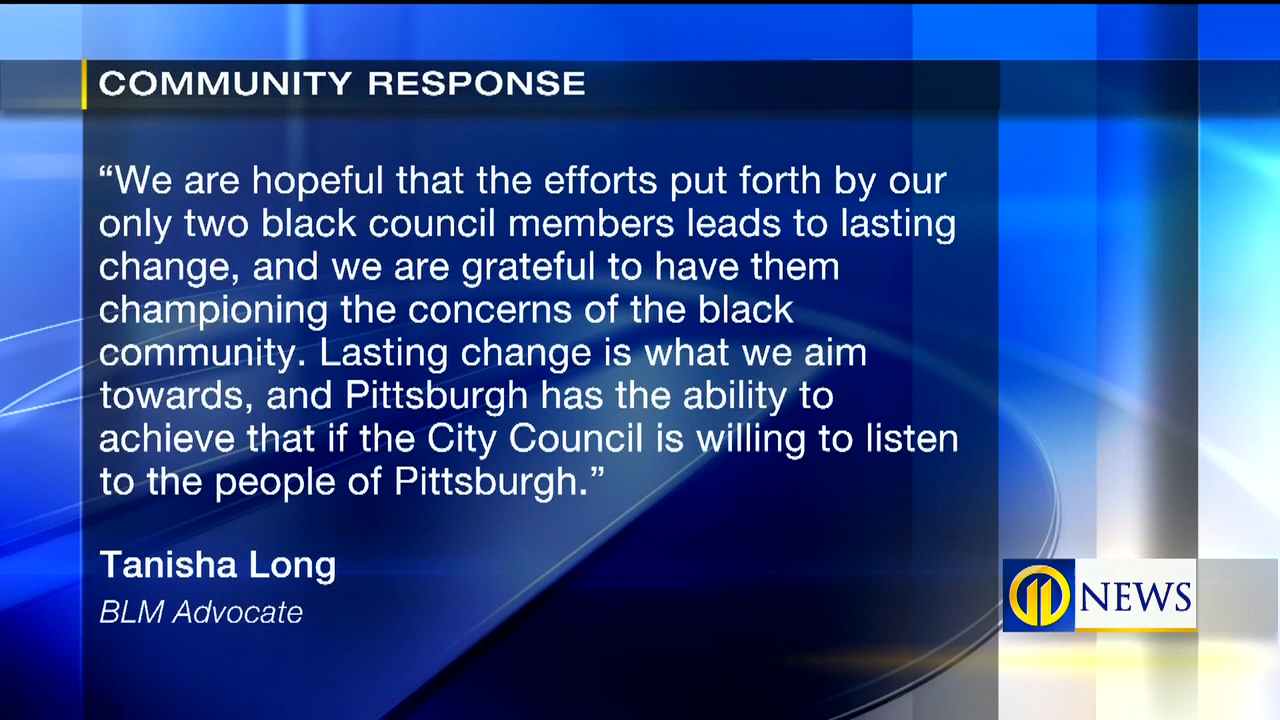 COMMUNITY RESPONSE
“We are hopeful that the efforts put forth by our
only two black council members leads to lasting
change, and we are grateful to have them
championing the concerns of the black
community. Lasting change is what we aim
towards, and Pittsburgh has the ability to
achieve that if the City Council is willing to listen
to the people of Pittsburgh.”
Tanisha Long
BLM Advocate
11 NEWS